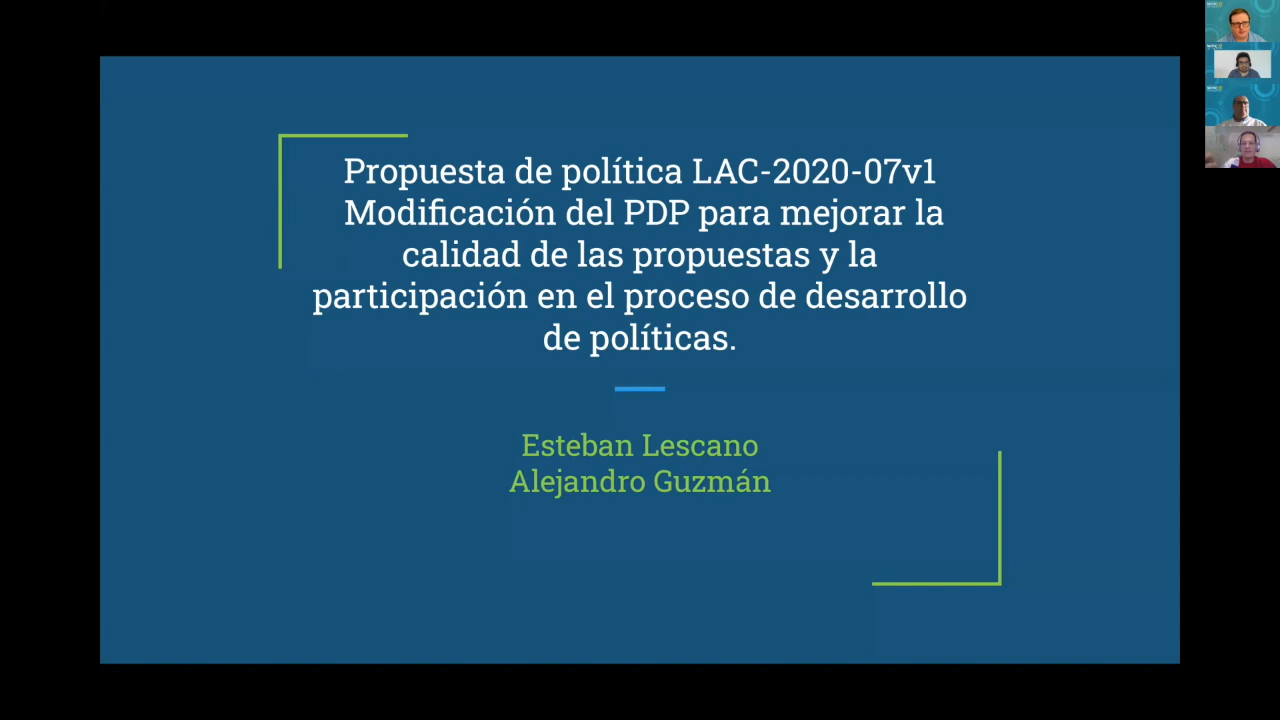 Propuesta de política LAC-2020-07v1
Modificación del PDP para mejorar la
calidad de las propuestas y la
participación en el proceso de desarrollo
de políticas.
Esteban Lescano
Alejandro Guzmán